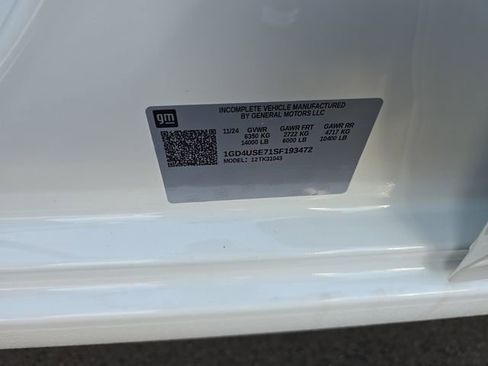 gm
INCOMPLETE VEHICLE MANUFACTURED
BY GENERAL MOTORS LLC
11/24 GVWR GAWR FRT GAWR RR
6350 KG 2722 KG 4717 KG
14000 LB 6000 LB 10400 LB
1GD4USE71SF193472
MODEL: 12TK31043